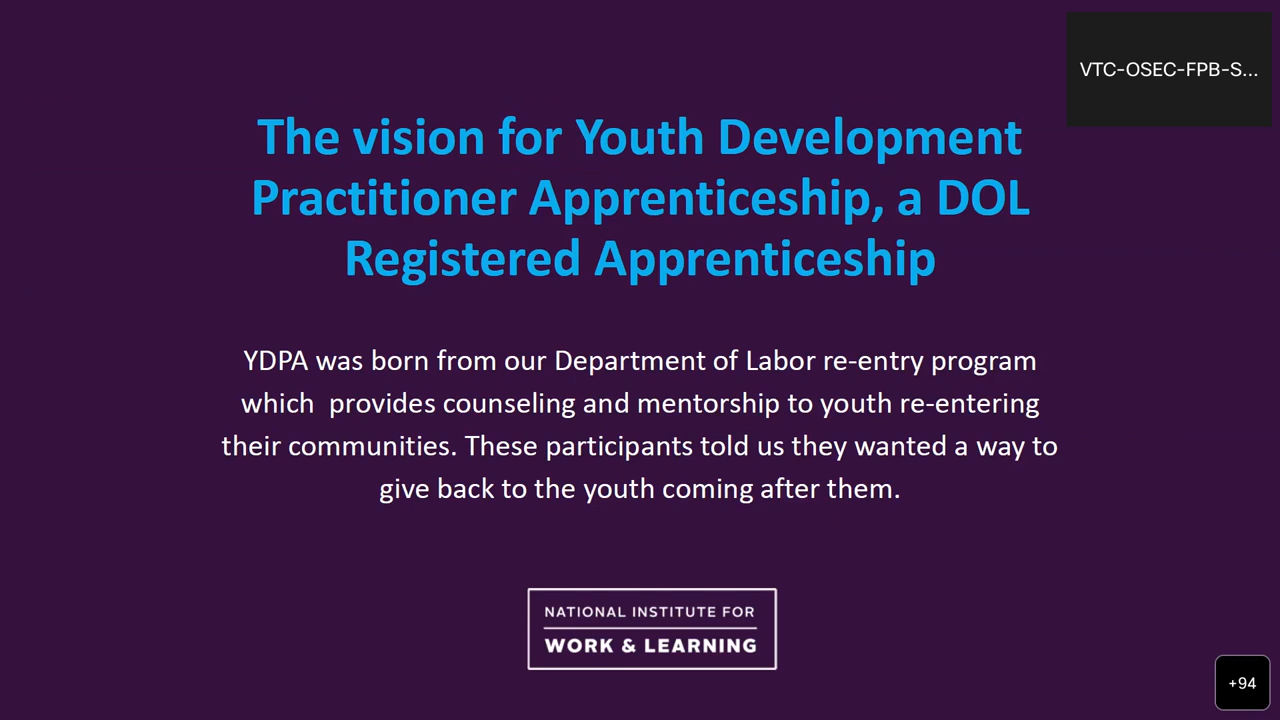 VTC-OSEC-FPB-S...
The vision for Youth Development
Practitioner Apprenticeship, a DOL
Registered Apprenticeship
YDPA was born from our Department of Labor re-entry program
which  provides counseling and mentorship to youth re-entering
their communities. These participants told us they wanted a way to
give back to the youth coming after them.
NATIONAL INSTITUTE FOR
WORK & LEARNING
+94